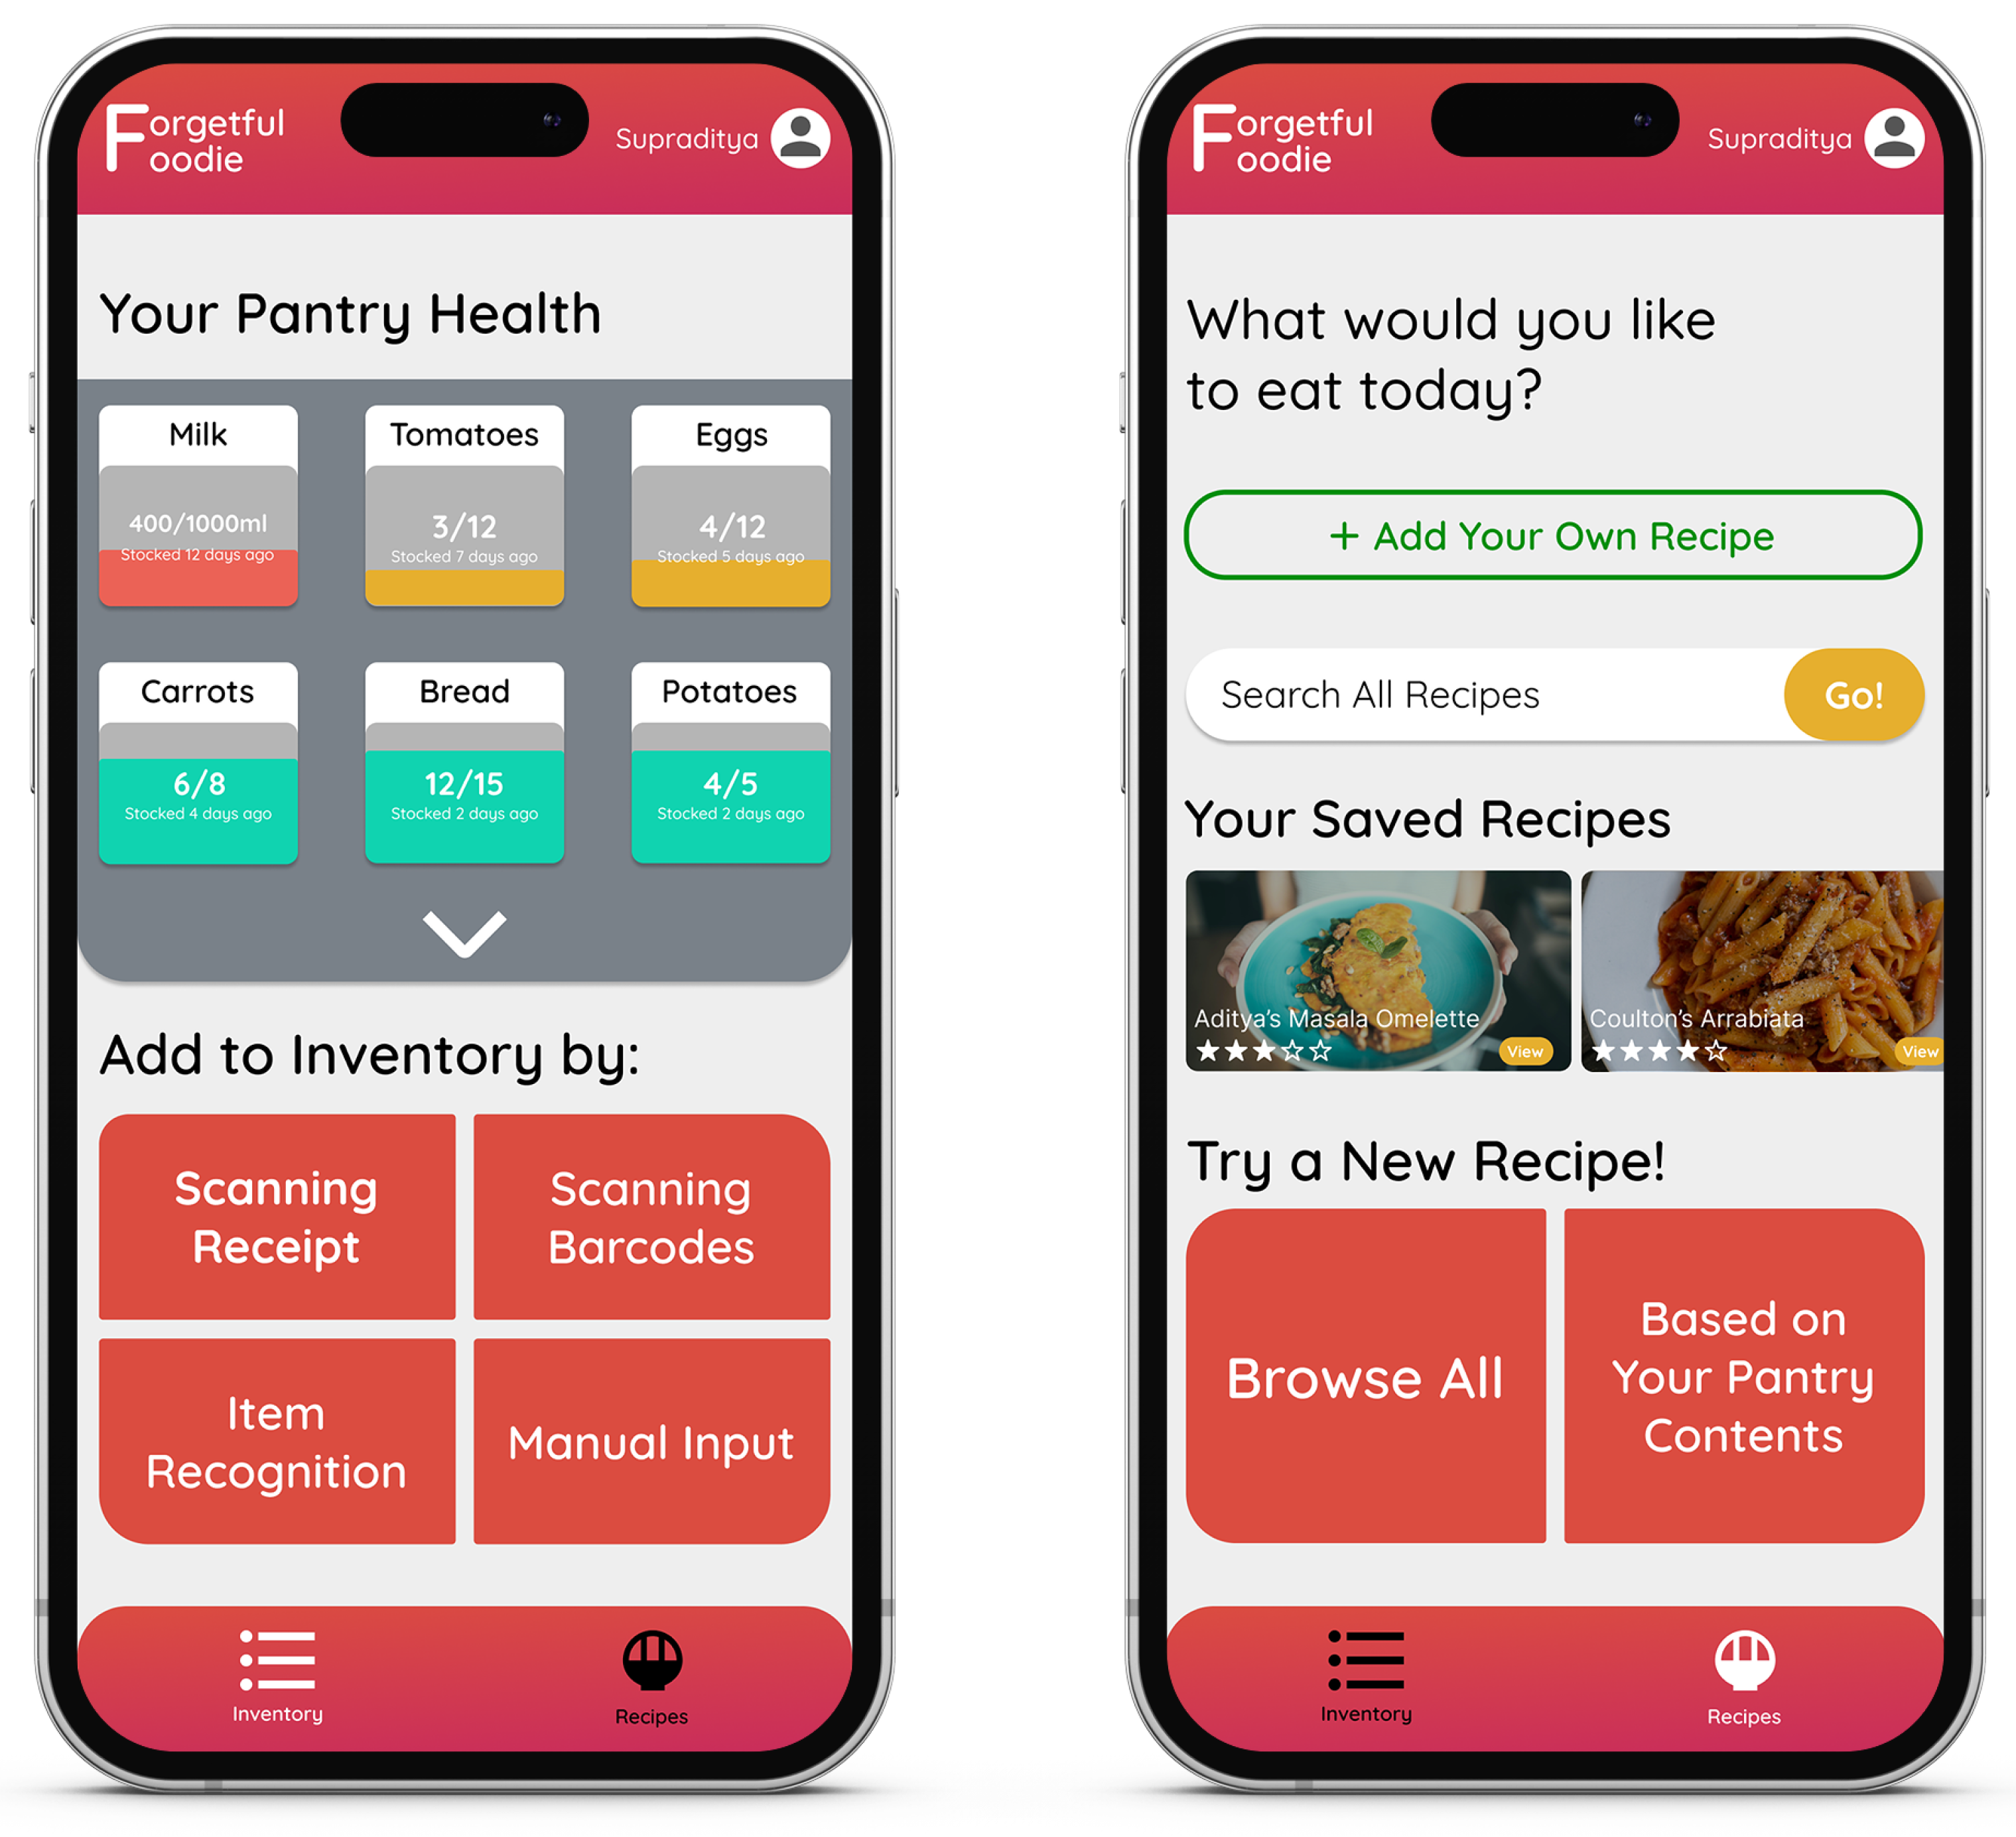 Forgetful
Foodie
Supraditya
Your Pantry Health
Milk
400/1000ml
Stocked 12 days ago
Tomatoes
3/12
Stocked 7 days ago
Eggs
4/12
Stocked 5 days ago
Carrots
6/8
Stocked 4 days ago
Bread
12/15
Stocked 2 days ago
Potatoes
4/5
Stocked 2 days ago
Add to Inventory by:
Scanning
Receipt
Scanning
Barcodes
Item
Recognition
Manual Input
Inventory
Recipes
Forgetful
Foodie
Supraditya
What would you like
to eat today?
+ Add Your Own Recipe
Search All Recipes
Go!
Your Saved Recipes
Aditya's Masala Omelette
View
Coulton's Arrabiata
View
Try a New Recipe!
Browse All
Based on
Your Pantry
Contents
Inventory
Recipes